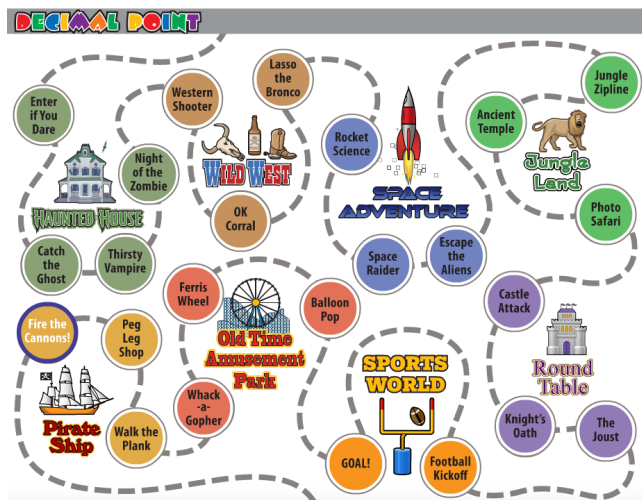 DECIMAL POINT
Enter
if You
Dare
Night
of the
Zombie
HAUNTED HOUSE
Catch
the
Ghost
Thirsty
Vampire
Western
Shooter
Lasso
the
Bronco
WILD WEST
OK
Corral
Rocket
Science
SPACE
ADVENTURE
Space
Raider
Escape
the
Aliens
Jungle
Zipline
Ancient
Temple
Jungle
Land
Photo
Safari
Fire the
Cannons!
Peg
Leg
Shop
Pirate
Ship
Walk the
Plank
Ferris
Wheel
Balloon
Pop
Old Time
Amusement
Park
Whack
-a-
Gopher
SPORTS
WORLD
GOAL!
Football
Kickoff
Castle
Attack
Round
Table
Knight's
Oath
The
Joust